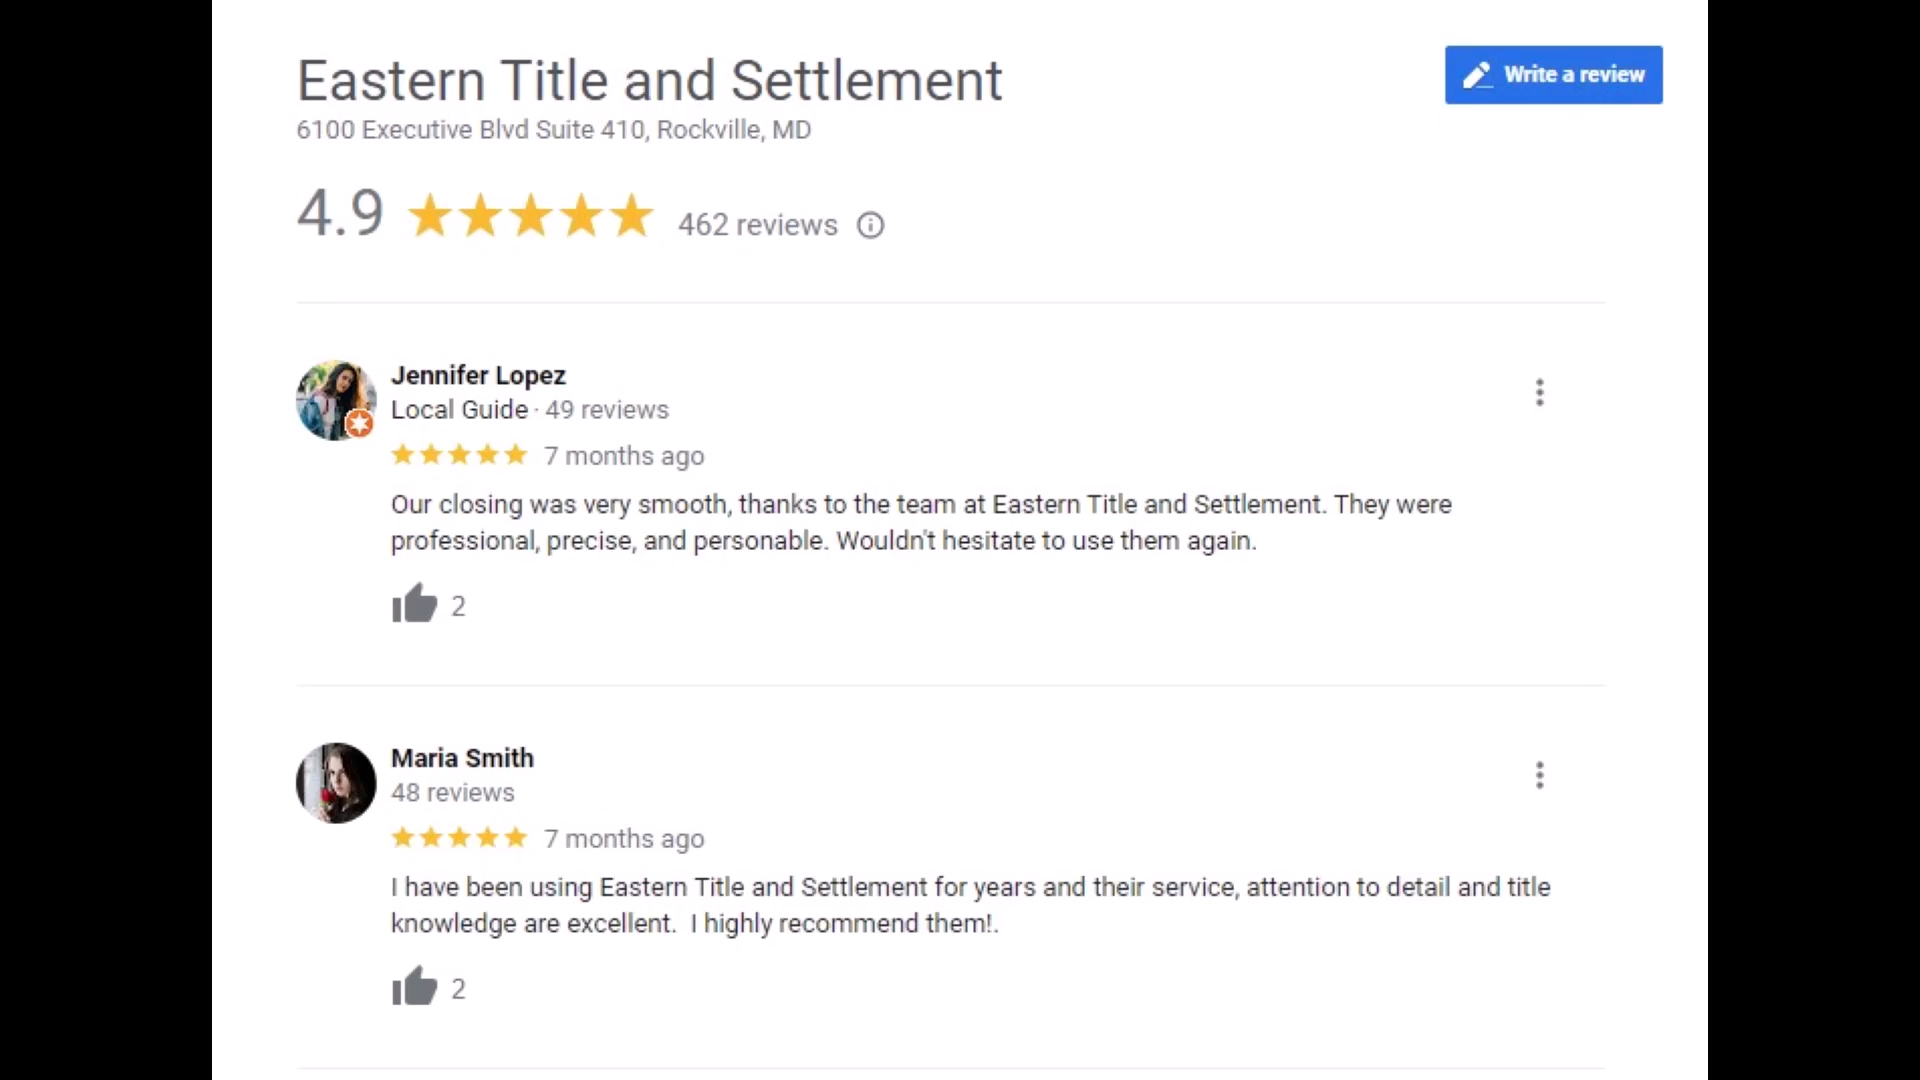 Eastern Title and Settlement
Write a review
6100 Executive Blvd Suite 410, Rockville, MD
4.9 462 reviews
Jennifer Lopez
Local Guide · 49 reviews
7 months ago
Our closing was very smooth, thanks to the team at Eastern Title and Settlement. They were
professional, precise, and personable. Wouldn't hesitate to use them again.
2
Maria Smith
48 reviews
7 months ago
I have been using Eastern Title and Settlement for years and their service, attention to detail and title
knowledge are excellent.  I highly recommend them!.
2